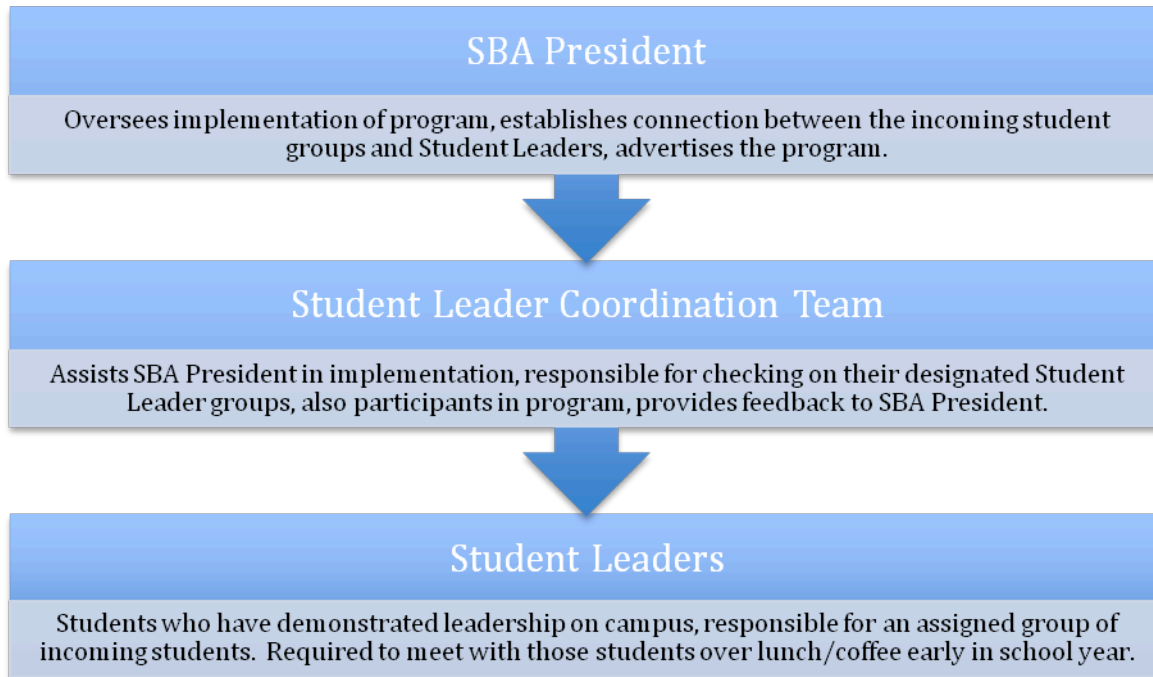 SBA President
Oversees implementation of program, establishes connection between the incoming student
groups and Student Leaders, advertises the program.
Student Leader Coordination Team
Assists SBA President in implementation, responsible for checking on their designated Student
Leader groups, also participants in program, provides feedback to SBA President.
Student Leaders
Students who have demonstrated leadership on campus, responsible for an assigned group of
incoming students. Required to meet with those students over lunch/coffee early in school year.